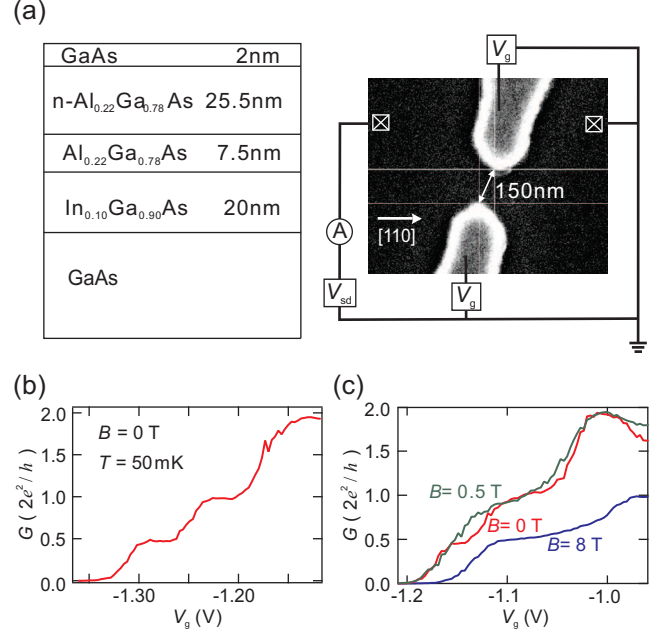 (a)
GaAs 2nm
n-Al0.22Ga0.78As 25.5nm
Al0.22Ga0.78As 7.5nm
In0.10Ga0.90As 20nm
GaAs
Vg
150nm
[110]
A
Vsd
Vg
(b)
G ( 2e²/h )
2.0
1.5
1.0
0.5
0.0
B = 0 T
T = 50mK
-1.30
-1.20
Vg (V)
(c)
G ( 2e²/h )
2.0
1.5
1.0
0.5
0.0
B= 0.5 T
B= 0 T
B= 8 T
-1.2
-1.1
-1.0
Vg (V)